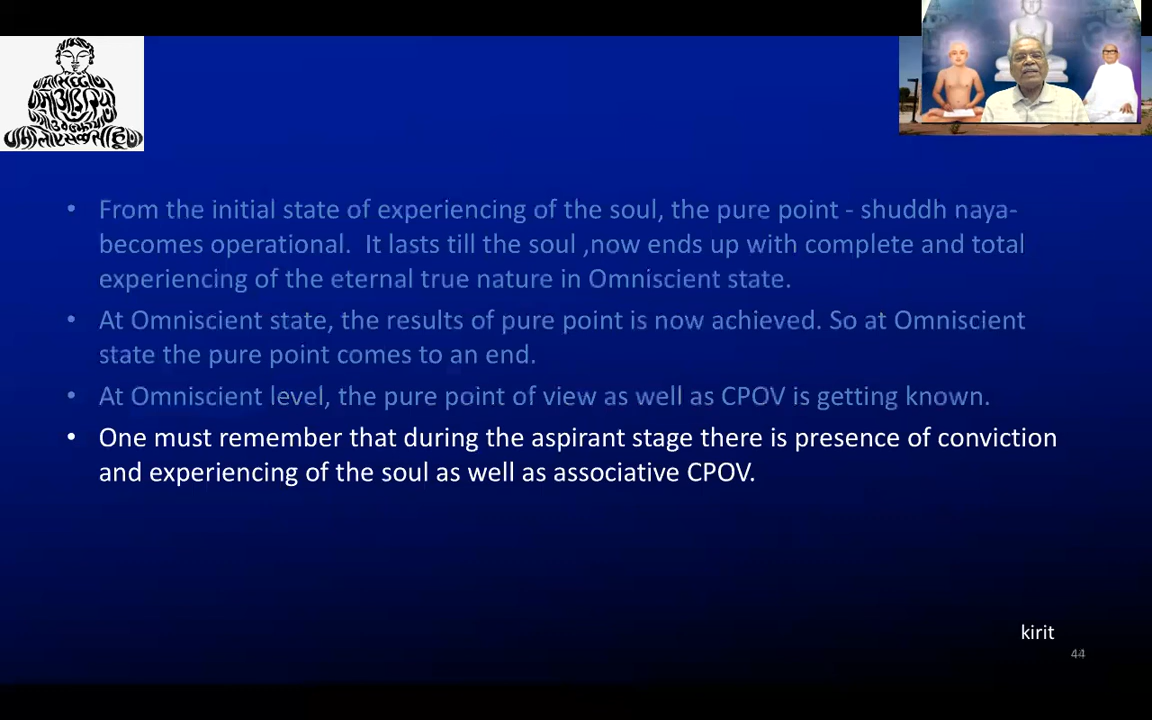 • From the initial state of experiencing of the soul, the pure point - shuddh naya-
becomes operational.  It lasts till the soul ,now ends up with complete and total
experiencing of the eternal true nature in Omniscient state.
• At Omniscient state, the results of pure point is now achieved. So at Omniscient
state the pure point comes to an end.
• At Omniscient level, the pure point of view as well as CPOV is getting known.
• One must remember that during the aspirant stage there is presence of conviction
and experiencing of the soul as well as associative CPOV.
kirit
44